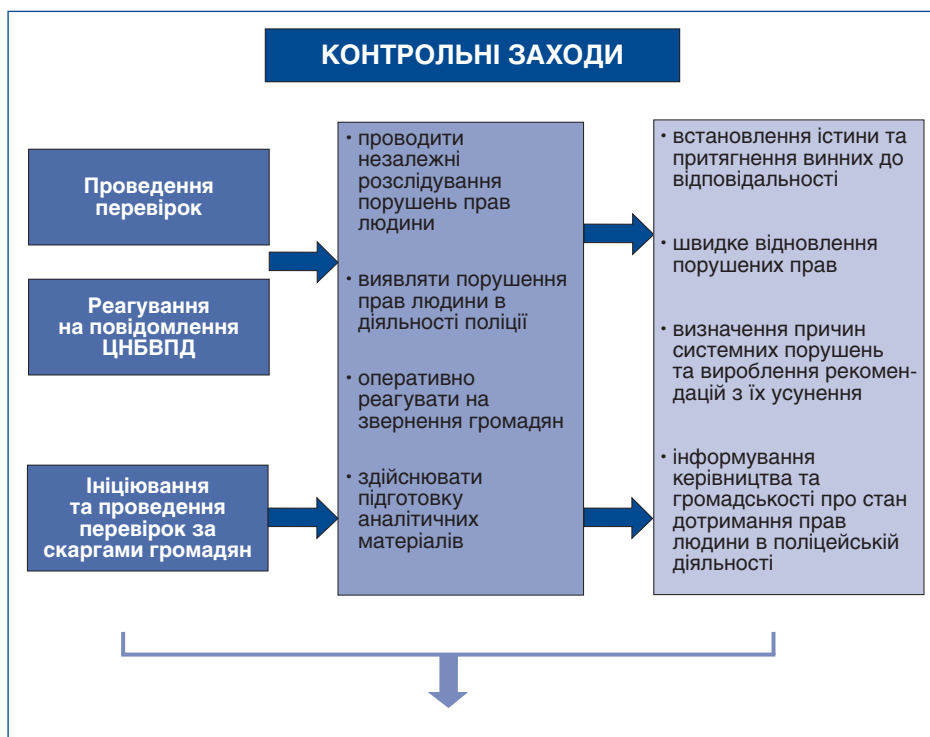 КОНТРОЛЬНІ ЗАХОДИ
Проведення
перевірок
Реагування
на повідомлення
ЦНБВПД
Ініціювання
та проведення
перевірок за
скаргами громадян
· проводити
незалежні
розслідування
порушень прав
людини
· виявляти порушення
прав людини в
діяльності поліції
· оперативно
реагувати на
звернення громадян
· здійснювати
підготовку
аналітичних
матеріалів
· встановлення істини та
притягнення винних до
відповідальності
· швидке відновлення
порушених прав
· визначення причин
системних порушень
та вироблення рекомен-
дацій з їх усунення
· інформування
керівництва та
громадськості про стан
дотримання прав
людини в поліцейській
діяльності